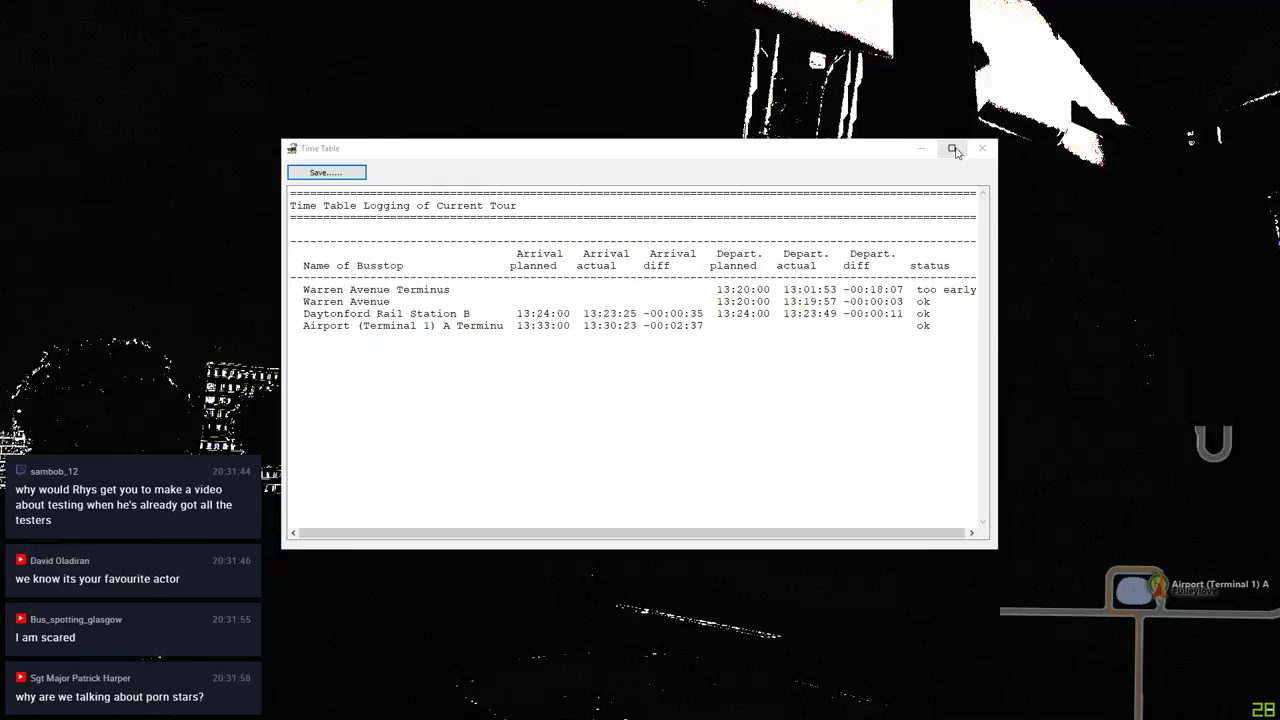 Time Table
Save......
================================================================================
Time Table Logging of Current Tour
================================================================================
Arrival Arrival Arrival Depart. Depart. Depart.
Name of Busstop planned actual diff planned actual diff status
Warren Avenue Terminus 13:20:00 13:01:53 -00:18:07 too early
Warren Avenue 13:20:00 13:19:57 -00:00:03 ok
Daytonford Rail Station B 13:24:00 13:23:25 -00:00:35 13:24:00 13:23:49 -00:00:11 ok
Airport (Terminal 1) A Terminu 13:33:00 13:30:23 -00:02:37 ok
sambob_12 20:31:44
why would Rhys get you to make a video
about testing when he's already got all the
testers
David Oladiran 20:31:46
we know its your favourite actor
Bus_spotting_glasgow 20:31:55
I am scared
Sgt Major Patrick Harper 20:31:58
why are we talking about porn stars?
Airport (Terminal 1) A
28